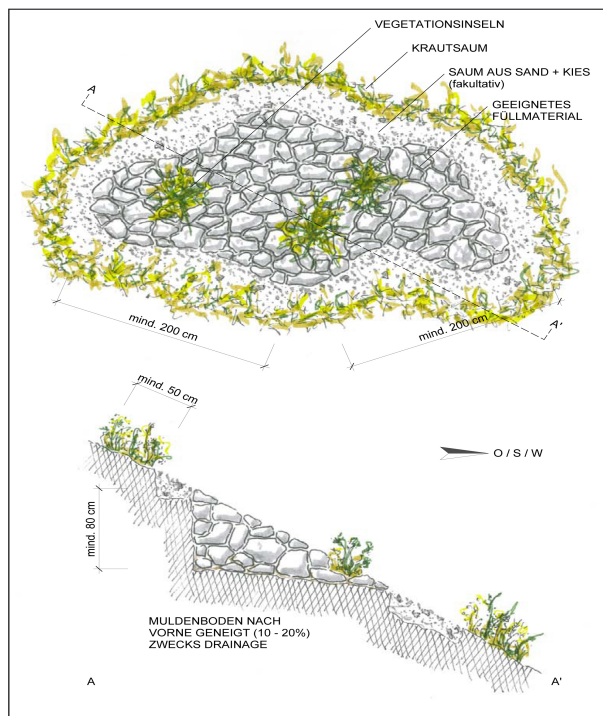 VEGETATIONSINSELN
KRAUTSAUM
SAUM AUS SAND + KIES
(fakultativ)
GEEIGNETES
FÜLLMATERIAL
A
A'
mind. 200 cm
mind. 200 cm
mind. 50 cm
O / S / W
mind. 80 cm
MULDENBODEN NACH
VORNE GENEIGT (10 - 20%)
ZWECKS DRAINAGE
A
A'